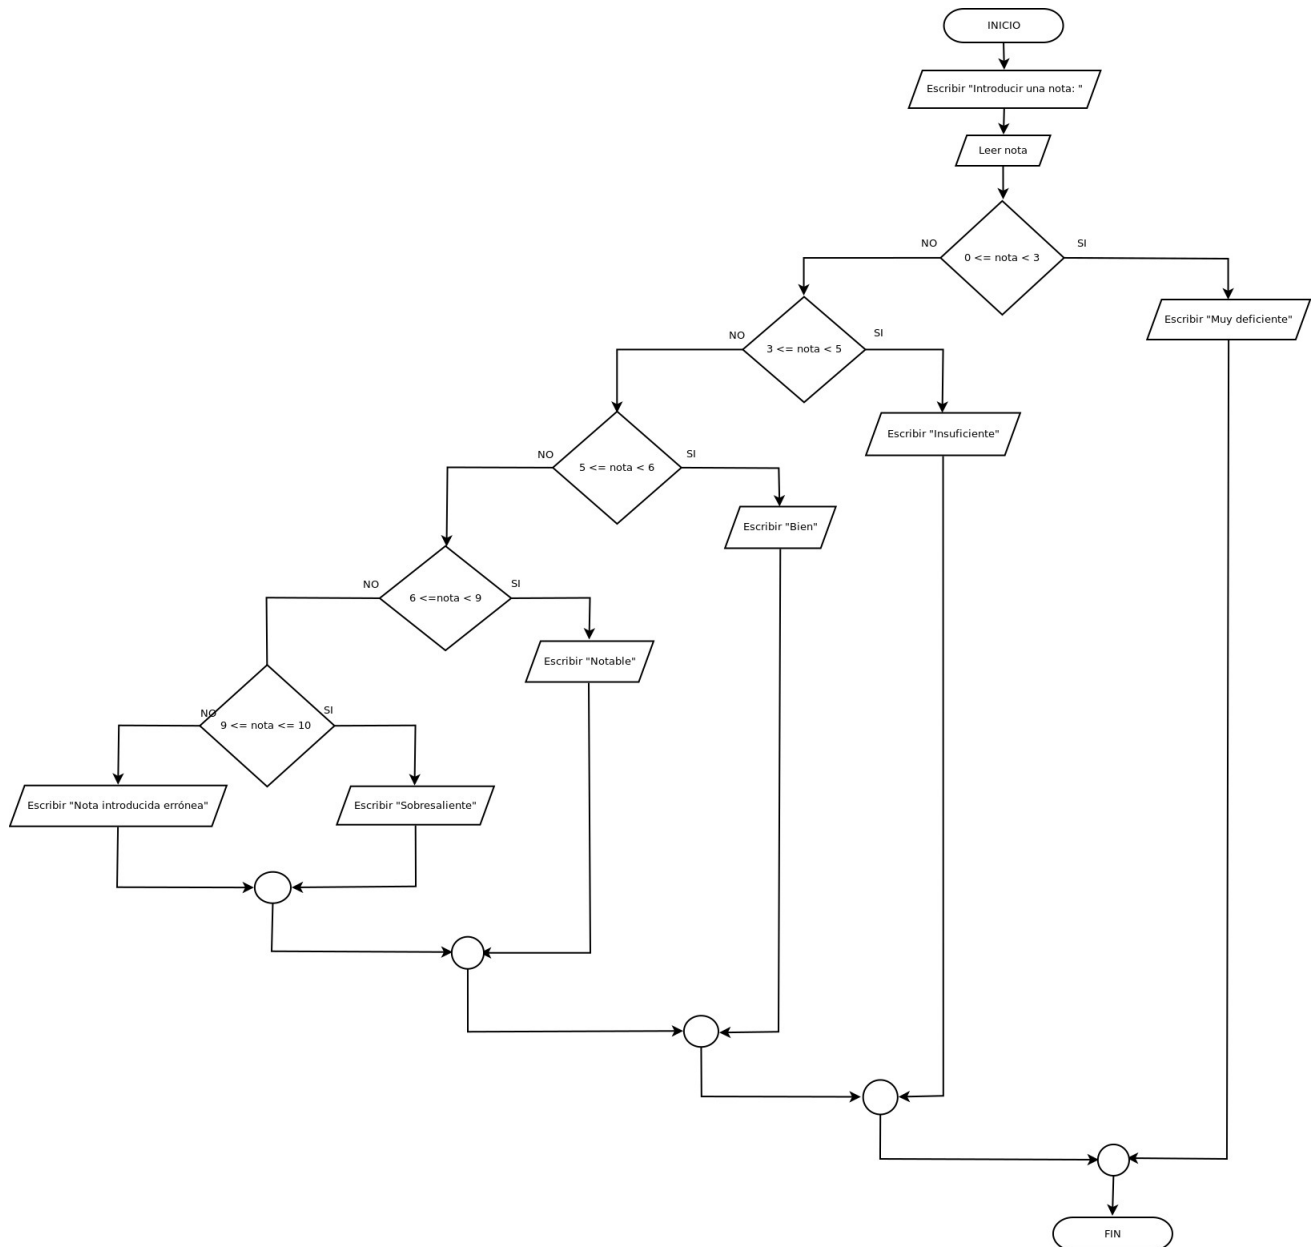 INICIO
Escribir "Introducir una nota: "
Leer nota
NO
SI
0 <= nota < 3
Escribir "Muy deficiente"
NO
SI
3 <= nota < 5
Escribir "Insuficiente"
NO
SI
5 <= nota < 6
Escribir "Bien"
NO
SI
6 <=nota < 9
Escribir "Notable"
NO
SI
9 <= nota <= 10
Escribir "Nota introducida errónea"
Escribir "Sobresaliente"
FIN